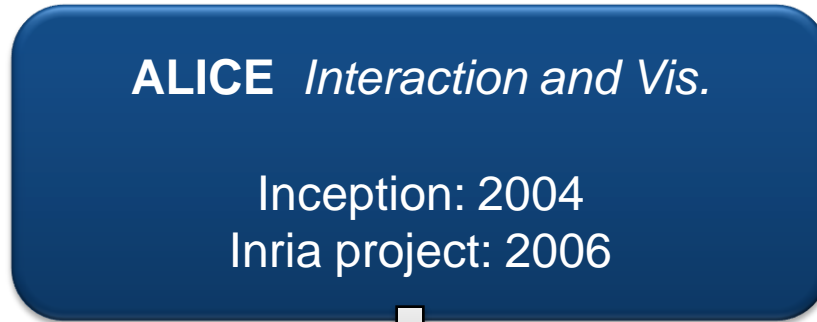 ALICE Interaction and Vis.
Inception: 2004
Inria project: 2006